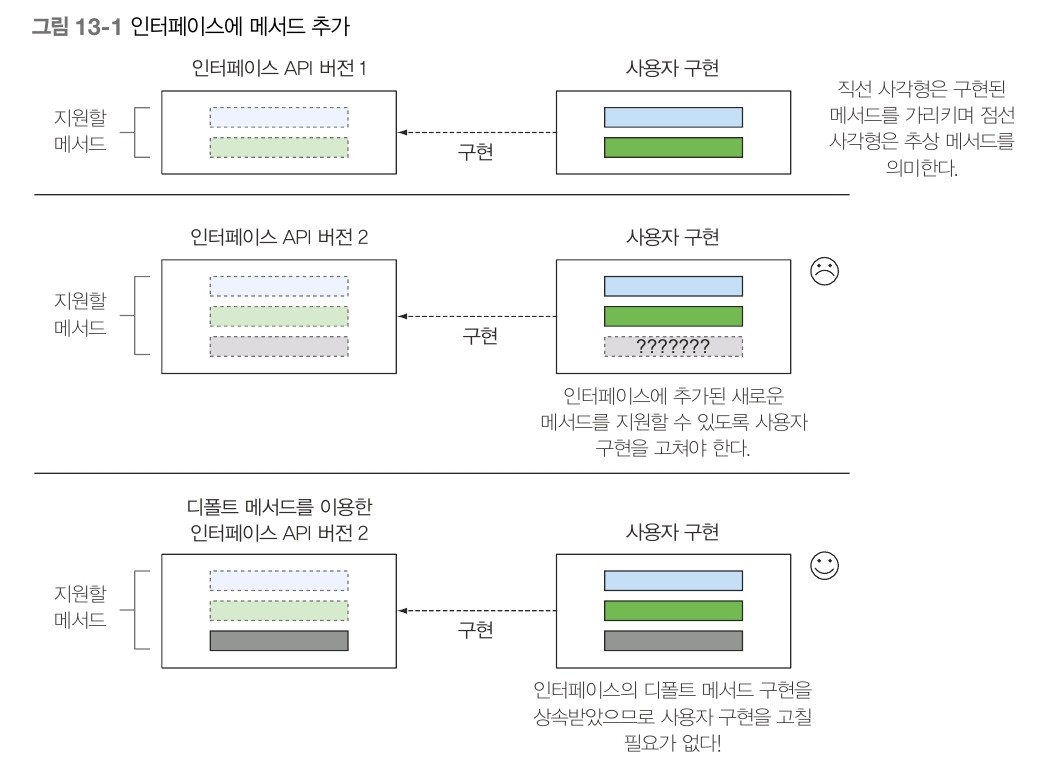 그림 13-1 인터페이스에 메서드 추가
인터페이스 API 버전 1
사용자 구현
지원할
메서드
구현
직선 사각형은 구현된
메서드를 가리키며 점선
사각형은 추상 메서드를
의미한다.
인터페이스 API 버전 2
사용자 구현
지원할
메서드
구현
???????
인터페이스에 추가된 새로운
메서드를 지원할 수 있도록 사용자
구현을 고쳐야 한다.
디폴트 메서드를 이용한
인터페이스 API 버전 2
사용자 구현
지원할
메서드
구현
인터페이스의 디폴트 메서드 구현을
상속받았으므로 사용자 구현을 고칠
필요가 없다!